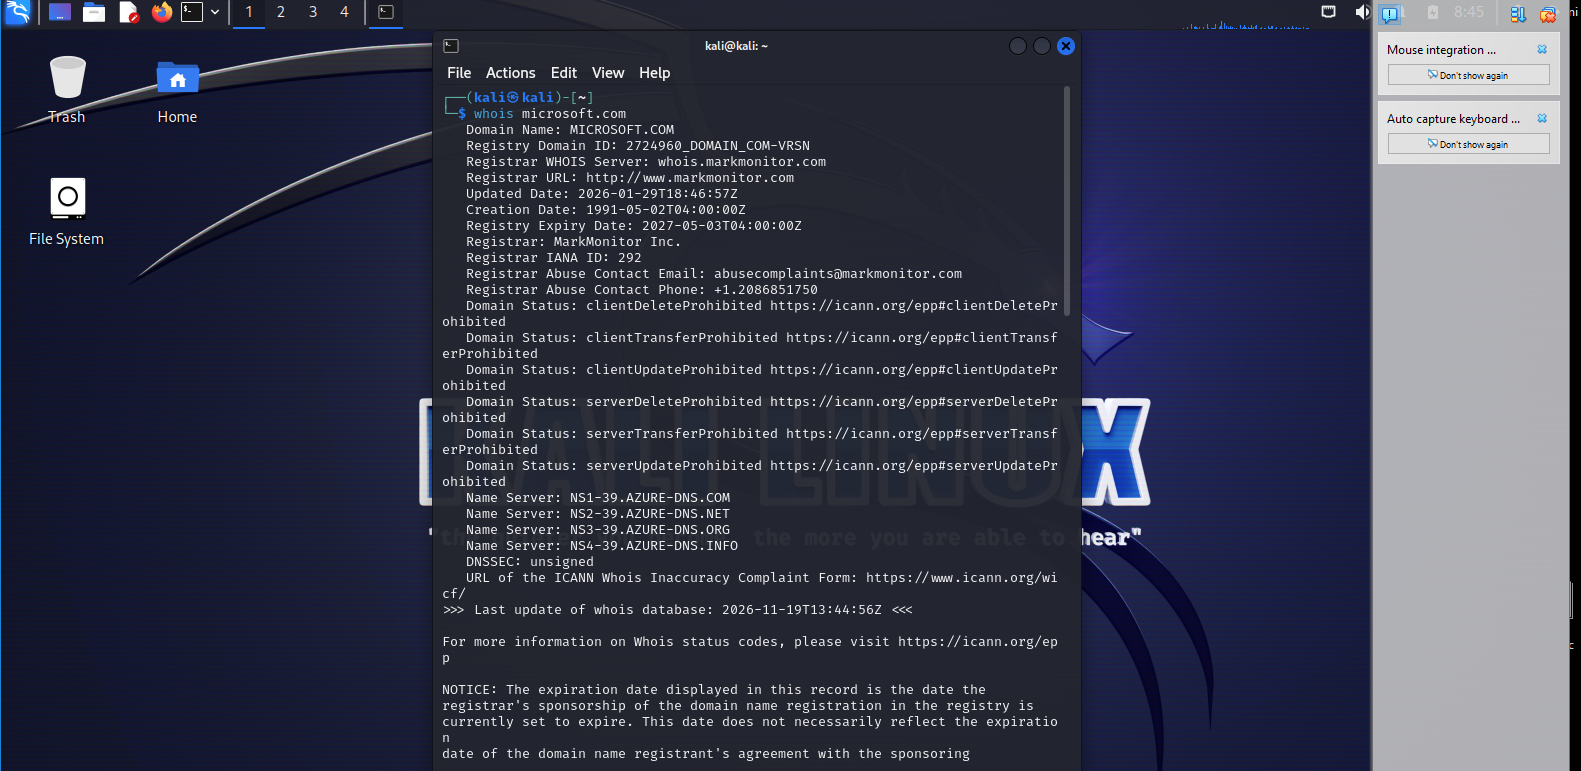 1 2 3 4
8:45
Trash
Home
File System
kali@kali: ~
File Actions Edit View Help
(kali㉿kali)-[~]
$ whois microsoft.com
Domain Name: MICROSOFT.COM
Registry Domain ID: 2724960_DOMAIN_COM-VRSN
Registrar WHOIS Server: whois.markmonitor.com
Registrar URL: http://www.markmonitor.com
Updated Date: 2026-01-29T18:46:57Z
Creation Date: 1991-05-02T04:00:00Z
Registry Expiry Date: 2027-05-03T04:00:00Z
Registrar: MarkMonitor Inc.
Registrar IANA ID: 292
Registrar Abuse Contact Email: abusecomplaints@markmonitor.com
Registrar Abuse Contact Phone: +1.2086851750
Domain Status: clientDeleteProhibited https://icann.org/epp#clientDeletePr
ohibited
Domain Status: clientTransferProhibited https://icann.org/epp#clientTransf
erProhibited
Domain Status: clientUpdateProhibited https://icann.org/epp#clientUpdatePr
ohibited
Domain Status: serverDeleteProhibited https://icann.org/epp#serverDeletePr
ohibited
Domain Status: serverTransferProhibited https://icann.org/epp#serverTransf
erProhibited
Domain Status: serverUpdateProhibited https://icann.org/epp#serverUpdatePr
ohibited
Name Server: NS1-39.AZURE-DNS.COM
Name Server: NS2-39.AZURE-DNS.NET
Name Server: NS3-39.AZURE-DNS.ORG
Name Server: NS4-39.AZURE-DNS.INFO
DNSSEC: unsigned
URL of the ICANN Whois Inaccuracy Complaint Form: https://www.icann.org/wi
cf/
>>> Last update of whois database: 2026-11-19T13:44:56Z <<<
For more information on Whois status codes, please visit https://icann.org/ep
p
NOTICE: The expiration date displayed in this record is the date the
registrar's sponsorship of the domain name registration in the registry is
currently set to expire. This date does not necessarily reflect the expiratio
n
date of the domain name registrant's agreement with the sponsoring
KALI LINUX
the more you are able to hear"
Mouse integration ...
Don't show again
Auto capture keyboard ...
Don't show again